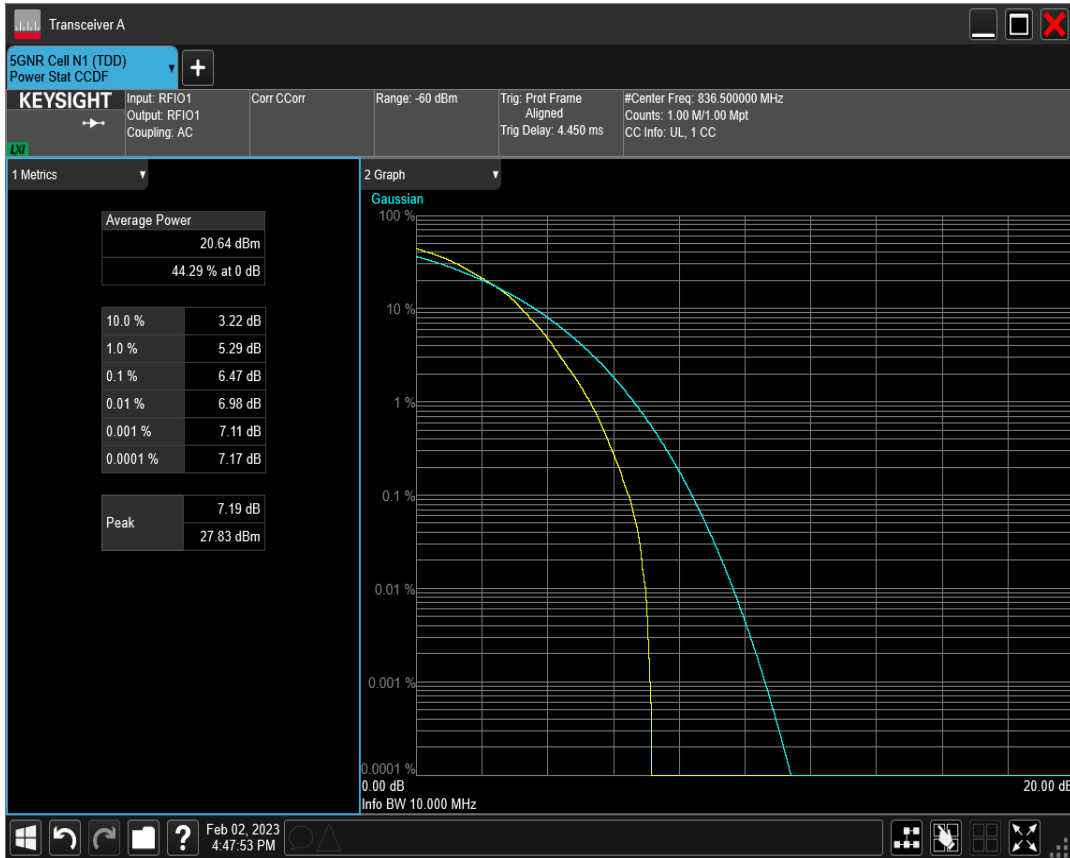 Transceiver A
5GNR Cell N1 (TDD)
Power Stat CCDF
+
KEYSIGHT
LXI
Input: RFIO1
Output: RFIO1
Coupling: AC
Corr CCorr
Range: -60 dBm
Trig: Prot Frame
Aligned
Trig Delay: 4.450 ms
#Center Freq: 836.500000 MHz
Counts: 1.00 M/1.00 Mpt
CC Info: UL, 1 CC
1 Metrics
Average Power
20.64 dBm
44.29 % at 0 dB
10.0 % 3.22 dB
1.0 % 5.29 dB
0.1 % 6.47 dB
0.01 % 6.98 dB
0.001 % 7.11 dB
0.0001 % 7.17 dB
Peak
7.19 dB
27.83 dBm
2 Graph
Gaussian
100 %
10 %
1 %
0.1 %
0.01 %
0.001 %
0.0001 %
0.00 dB 20.00 dB
Info BW 10.000 MHz
?
Feb 02, 2023
4:47:53 PM